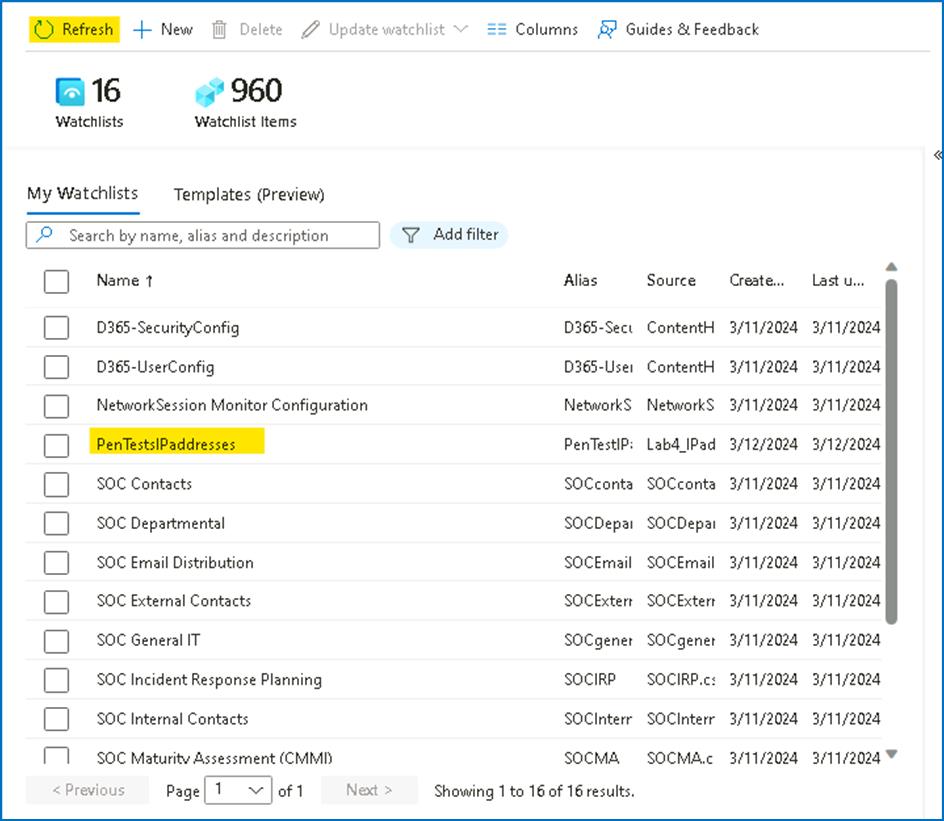 Refresh New Delete Update watchlist Columns Guides & Feedback
16 960
Watchlists Watchlist Items
«
My Watchlists Templates (Preview)
Search by name, alias and description Add filter
Name ↑ Alias Source Create... Last u...
D365-SecurityConfig D365-Secu ContentH 3/11/2024 3/11/2024
D365-UserConfig D365-User ContentH 3/11/2024 3/11/2024
NetworkSession Monitor Configuration NetworkS NetworkS 3/11/2024 3/11/2024
PenTestsIPaddresses PenTestIPa Lab4_IPad 3/12/2024 3/12/2024
SOC Contacts SOCconta SOCconta 3/11/2024 3/11/2024
SOC Departmental SOCDepar SOCDepar 3/11/2024 3/11/2024
SOC Email Distribution SOCEmail SOCEmail 3/11/2024 3/11/2024
SOC External Contacts SOCExterr SOCExterr 3/11/2024 3/11/2024
SOC General IT SOCgener SOCgener 3/11/2024 3/11/2024
SOC Incident Response Planning SOCIRP SOCIRP.cs 3/11/2024 3/11/2024
SOC Internal Contacts SOCInterr SOCInterr 3/11/2024 3/11/2024
SOC Maturity Assessment (CMMI) SOCMA SOCMA.c 3/11/2024 3/11/2024
< Previous Page 1 of 1 Next > Showing 1 to 16 of 16 results.